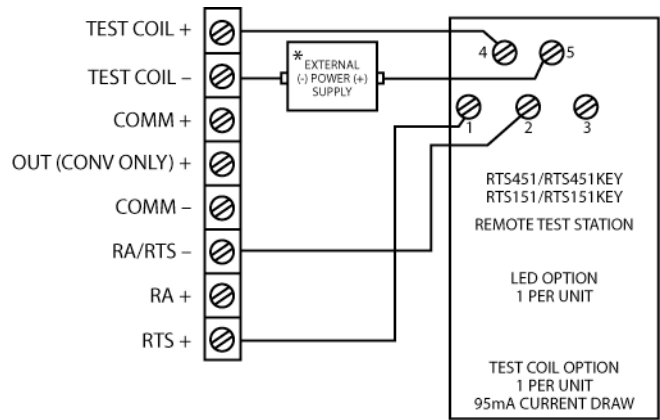 TEST COIL +
TEST COIL –
COMM +
OUT (CONV ONLY) +
COMM –
RA/RTS –
RA +
RTS +
*
EXTERNAL
(-) POWER (+)
SUPPLY
4
5
1
2
3
RTS451/RTS451KEY
RTS151/RTS151KEY
REMOTE TEST STATION
LED OPTION
1 PER UNIT
TEST COIL OPTION
1 PER UNIT
95mA CURRENT DRAW